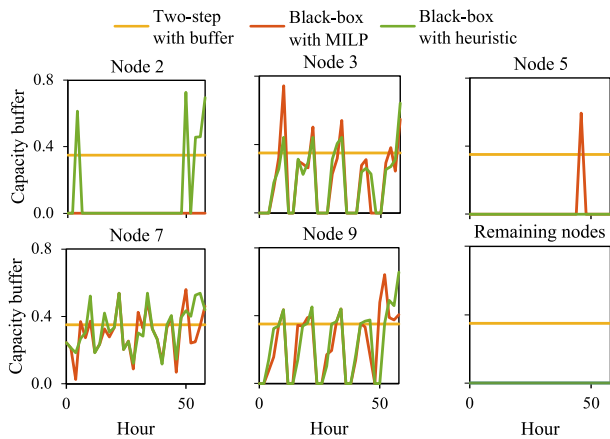 Two-step with buffer
Black-box with MILP
Black-box with heuristic
Node 2
Node 3
Node 5
Capacity buffer
0.8
0.4
0.0
Node 7
Node 9
Remaining nodes
Capacity buffer
0.8
0.4
0.0
0
50
0
50
0
50
Hour
Hour
Hour